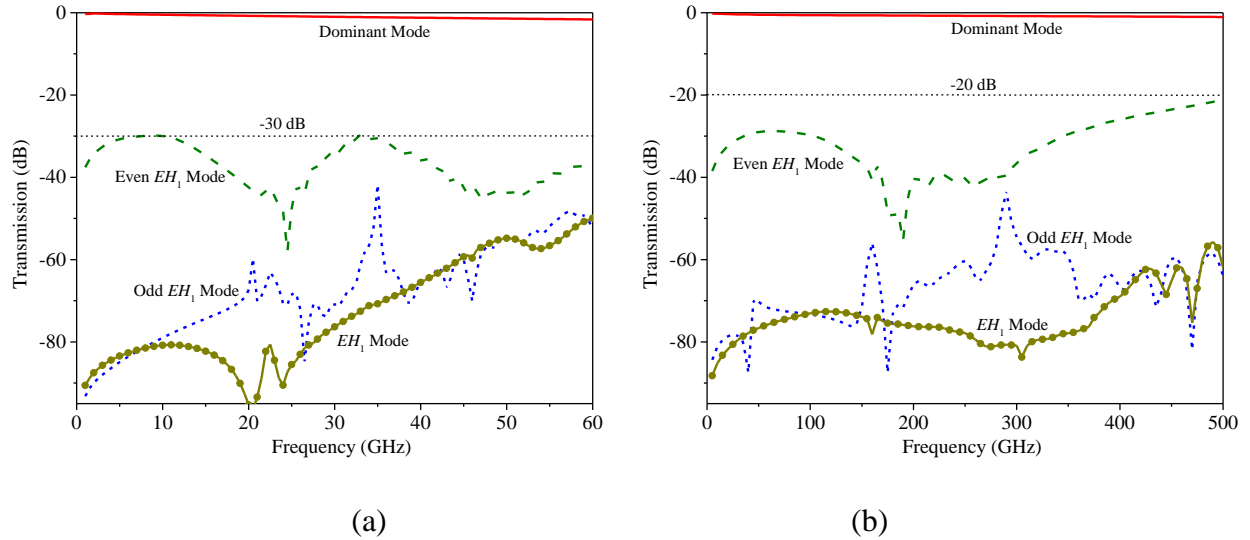 0
Dominant Mode
-20
-30 dB
Transmission (dB)
-40
Even EH₁ Mode
-60
Odd EH₁ Mode
-80
EH₁ Mode
0 10 20 30 40 50 60
Frequency (GHz)
(a)
0
Dominant Mode
-20
-20 dB
Transmission (dB)
-40
Even EH₁ Mode
-60
Odd EH₁ Mode
-80
EH₁ Mode
0 100 200 300 400 500
Frequency (GHz)
(b)